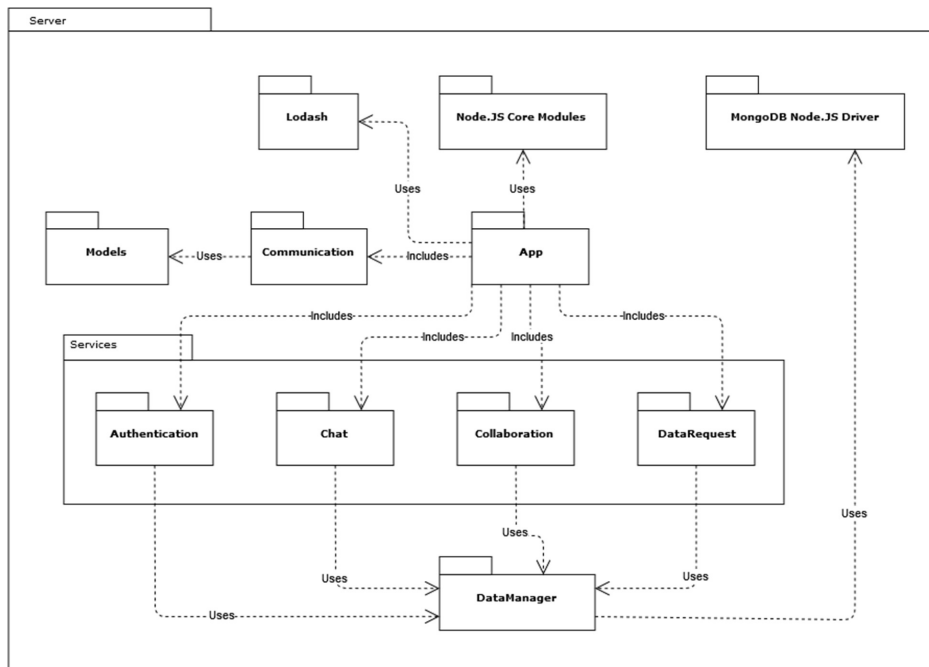 Server
Lodash
Node.JS Core Modules
MongoDB Node.JS Driver
Uses
Uses
Models
Uses
Communication
Includes
App
Includes
Includes
Includes
Includes
Services
Authentication
Chat
Collaboration
DataRequest
Uses
Uses
Uses
Uses
Uses
DataManager